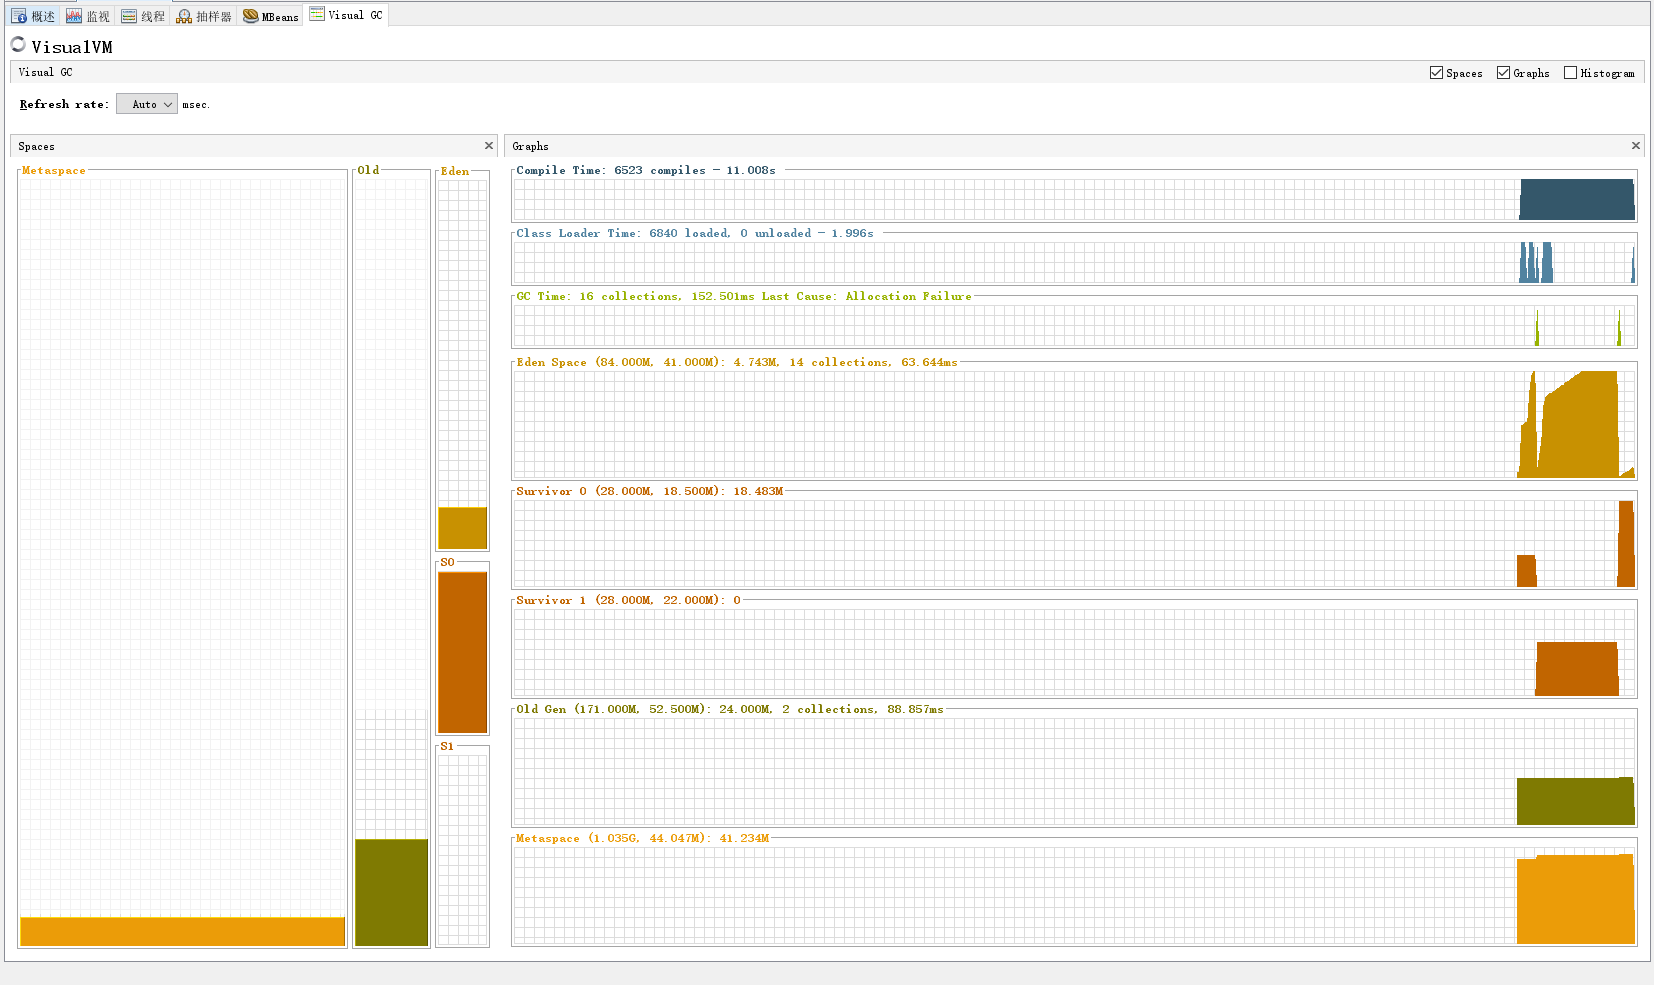 概述 监视 线程 抽样器 MBeans Visual GC
VisualVM
Visual GC Spaces Graphs Histogram
Refresh rate: Auto msec.
Spaces
Metaspace
Old
Eden
S0
S1
Graphs
Compile Time: 6523 compiles - 11.008s
Class Loader Time: 6840 loaded, 0 unloaded - 1.996s
GC Time: 16 collections, 152.501ms Last Cause: Allocation Failure
Eden Space (84.000M, 41.000M): 4.743M, 14 collections, 63.644ms
Survivor 0 (28.000M, 18.500M): 18.483M
Survivor 1 (28.000M, 22.000M): 0
Old Gen (171.000M, 52.500M): 24.000M, 2 collections, 88.857ms
Metaspace (1.035G, 44.047M): 41.234M